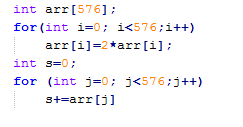 int arr[576];
for(int i=0; i<576;i++)
arr[i]=2*arr[i];
int s=0;
for (int j=0; j<576;j++)
s+=arr[j]